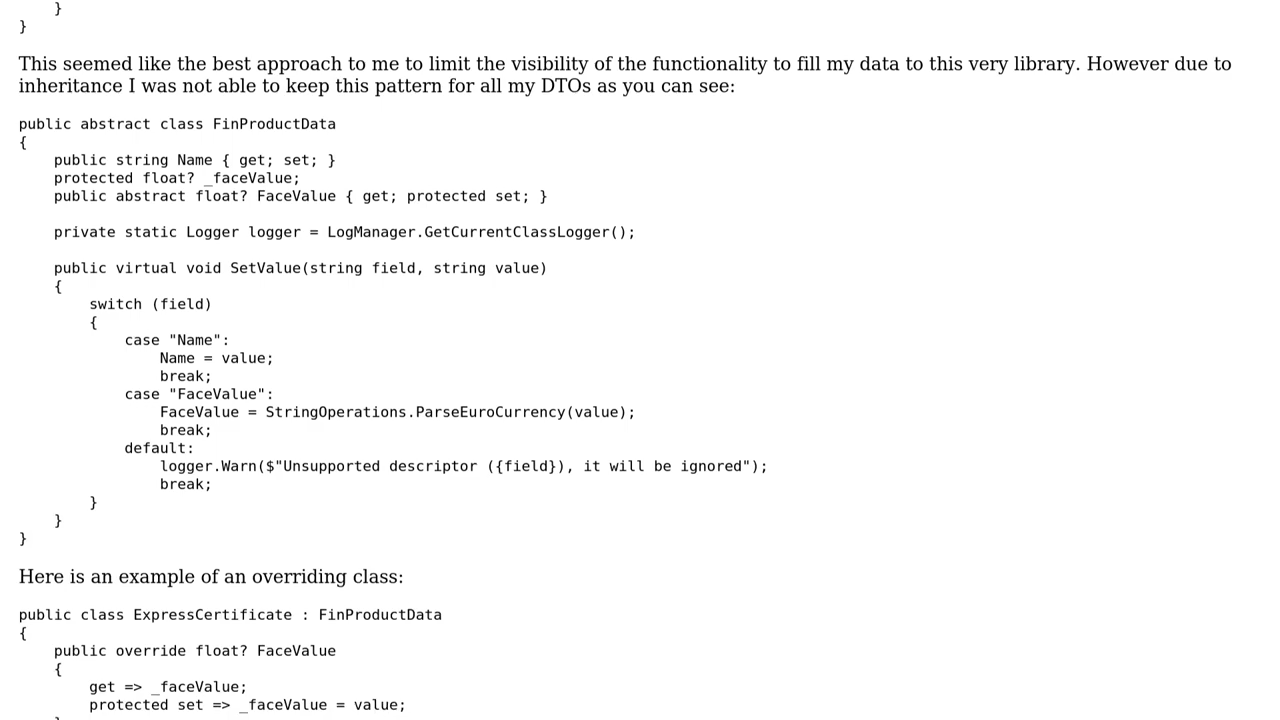 }
}
This seemed like the best approach to me to limit the visibility of the functionality to fill my data to this very library. However due to
inheritance I was not able to keep this pattern for all my DTOs as you can see:
public abstract class FinProductData
{
    public string Name { get; set; }
    protected float? _faceValue;
    public abstract float? FaceValue { get; protected set; }

    private static Logger logger = LogManager.GetCurrentClassLogger();

    public virtual void SetValue(string field, string value)
    {
        switch (field)
        {
            case "Name":
                Name = value;
                break;
            case "FaceValue":
                FaceValue = StringOperations.ParseEuroCurrency(value);
                break;
            default:
                logger.Warn($"Unsupported descriptor ({field}), it will be ignored");
                break;
        }
    }
}
Here is an example of an overriding class:
public class ExpressCertificate : FinProductData
{
    public override float? FaceValue
    {
        get => _faceValue;
        protected set => _faceValue = value;